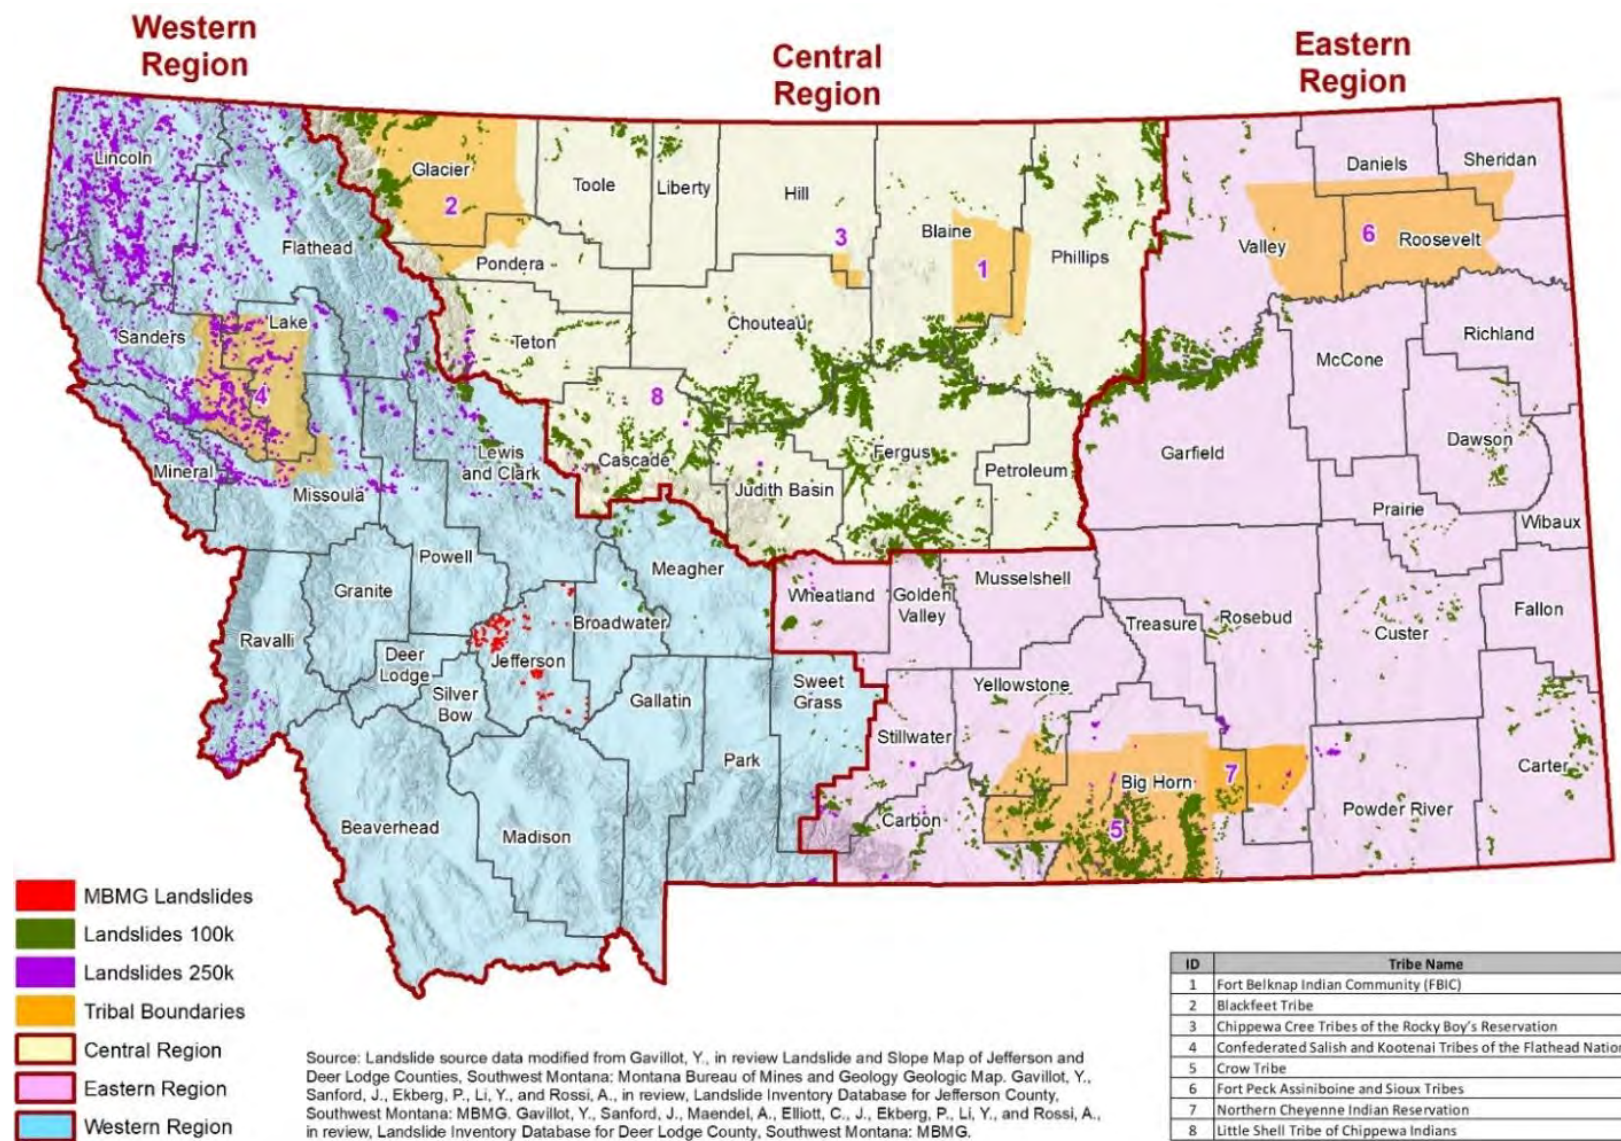 Western
Region
Central
Region
Eastern
Region
Lincoln
Flathead
Glacier
2
Toole
Liberty
Hill
3
Blaine
1
Phillips
Daniels
Sheridan
Valley
6
Roosevelt
Pondera
Sanders
Lake
4
Teton
Chouteau
8
McCone
Richland
Mineral
Missoula
Lewis
and Clark
Cascade
Judith Basin
Fergus
Petroleum
Garfield
Dawson
Prairie
Wibaux
Powell
Granite
Meagher
Ravalli
Deer
Lodge
Jefferson
Broadwater
Silver
Bow
Wheatland
Golden
Valley
Musselshell
Treasure
Rosebud
Custer
Fallon
Gallatin
Sweet
Grass
Yellowstone
Stillwater
Park
Big Horn
7
5
Carbon
Powder River
Carter
Beaverhead
Madison
MBMG Landslides
Landslides 100k
Landslides 250k
Tribal Boundaries
Central Region
Eastern Region
Western Region
Source: Landslide source data modified from Gavillot, Y., in review Landslide and Slope Map of Jefferson and
Deer Lodge Counties, Southwest Montana: Montana Bureau of Mines and Geology Geologic Map. Gavillot, Y.,
Sanford, J., Ekberg, P., Li, Y., and Rossi, A., in review, Landslide Inventory Database for Jefferson County,
Southwest Montana: MBMG. Gavillot, Y., Sanford, J., Maendel, A., Elliott, C., J., Ekberg, P., Li, Y., and Rossi, A.,
in review, Landslide Inventory Database for Deer Lodge County, Southwest Montana: MBMG.
ID Tribe Name
1 Fort Belknap Indian Community (FBIC)
2 Blackfeet Tribe
3 Chippewa Cree Tribes of the Rocky Boy's Reservation
4 Confederated Salish and Kootenai Tribes of the Flathead Nation
5 Crow Tribe
6 Fort Peck Assiniboine and Sioux Tribes
7 Northern Cheyenne Indian Reservation
8 Little Shell Tribe of Chippewa Indians